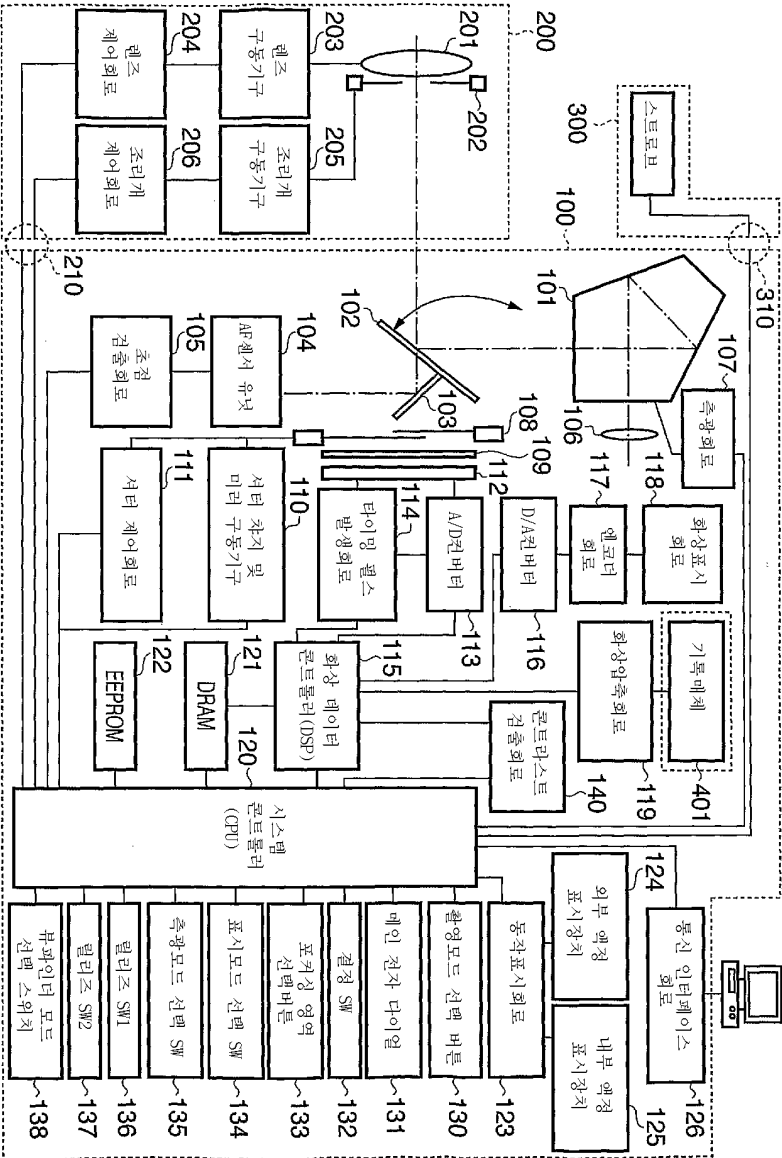 200
201
202
203
렌즈
구동기구
204
렌즈
제어회로
205
조리개
구동기구
206
조리개
제어회로
210
300
스트로브
310
100
101
102
103
104
AF센서 유닛
105
초점
검출회로
106
107
측광회로
108
109
112
110
셔터 차지 및
미러 구동기구
111
셔터 제어회로
114
타이밍 펄스
발생회로
A/D컨버터
113
D/A컨버터
116
117
엔코더
회로
118
화상표시
회로
115
화상 데이터
콘트롤러(DSP)
121
DRAM
122
EEPROM
기록매체
401
화상압축회로
119
콘트라스트
검출회로
140
120
시스템
콘트롤러
(CPU)
124
외부 액정
표시장치
내부 액정
표시장치
125
통신 인터페이스
회로
126
동작표시회로
123
촬영모드 선택 버튼
130
메인 전자 다이얼
131
결정 SW
132
포커싱 영역
선택버튼
133
표시모드 선택 SW
134
측광모드 선택 SW
135
릴리즈 SW1
136
릴리즈 SW2
137
뷰파인더 모드
선택 스위치
138